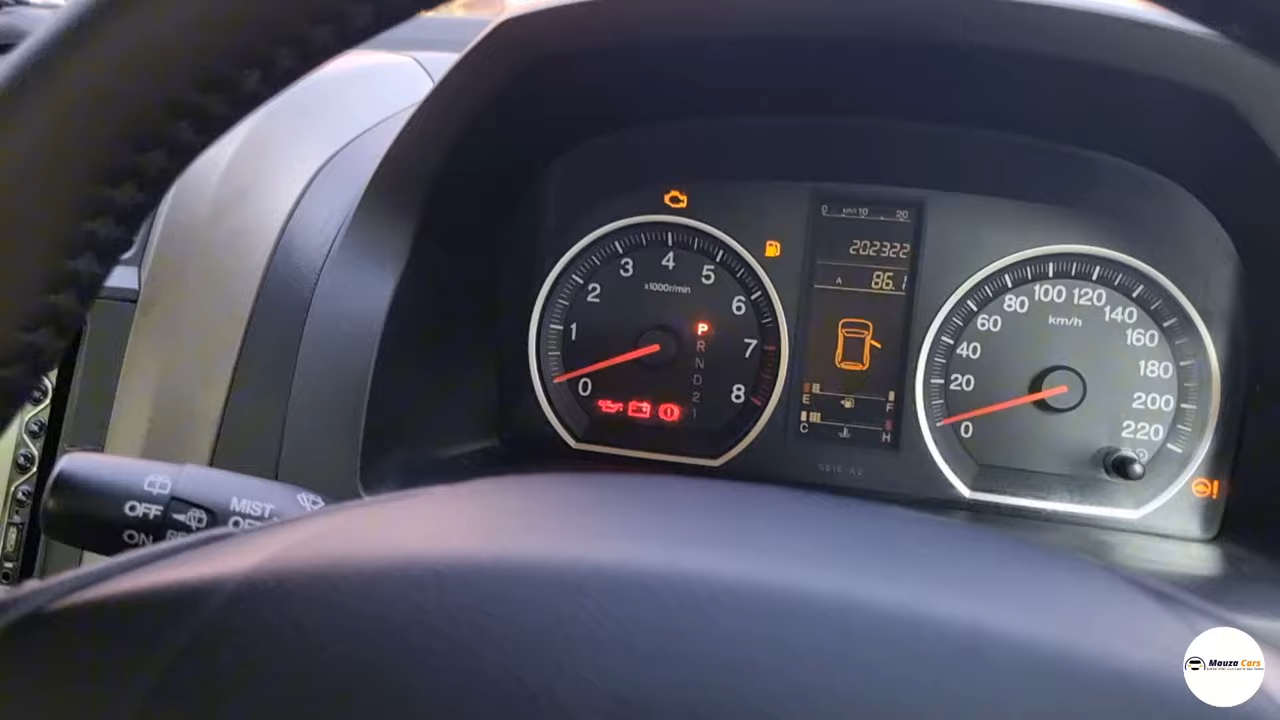 0 km/l 10 20
202322
A 86.1
1
2
3
4
5
6
7
8
0
x1000r/min
P
R
N
D
2
1
E F
C H
0
20
40
60
80
100
120
140
160
180
200
220
km/h
OFF
ON
MIST
Mauza Cars